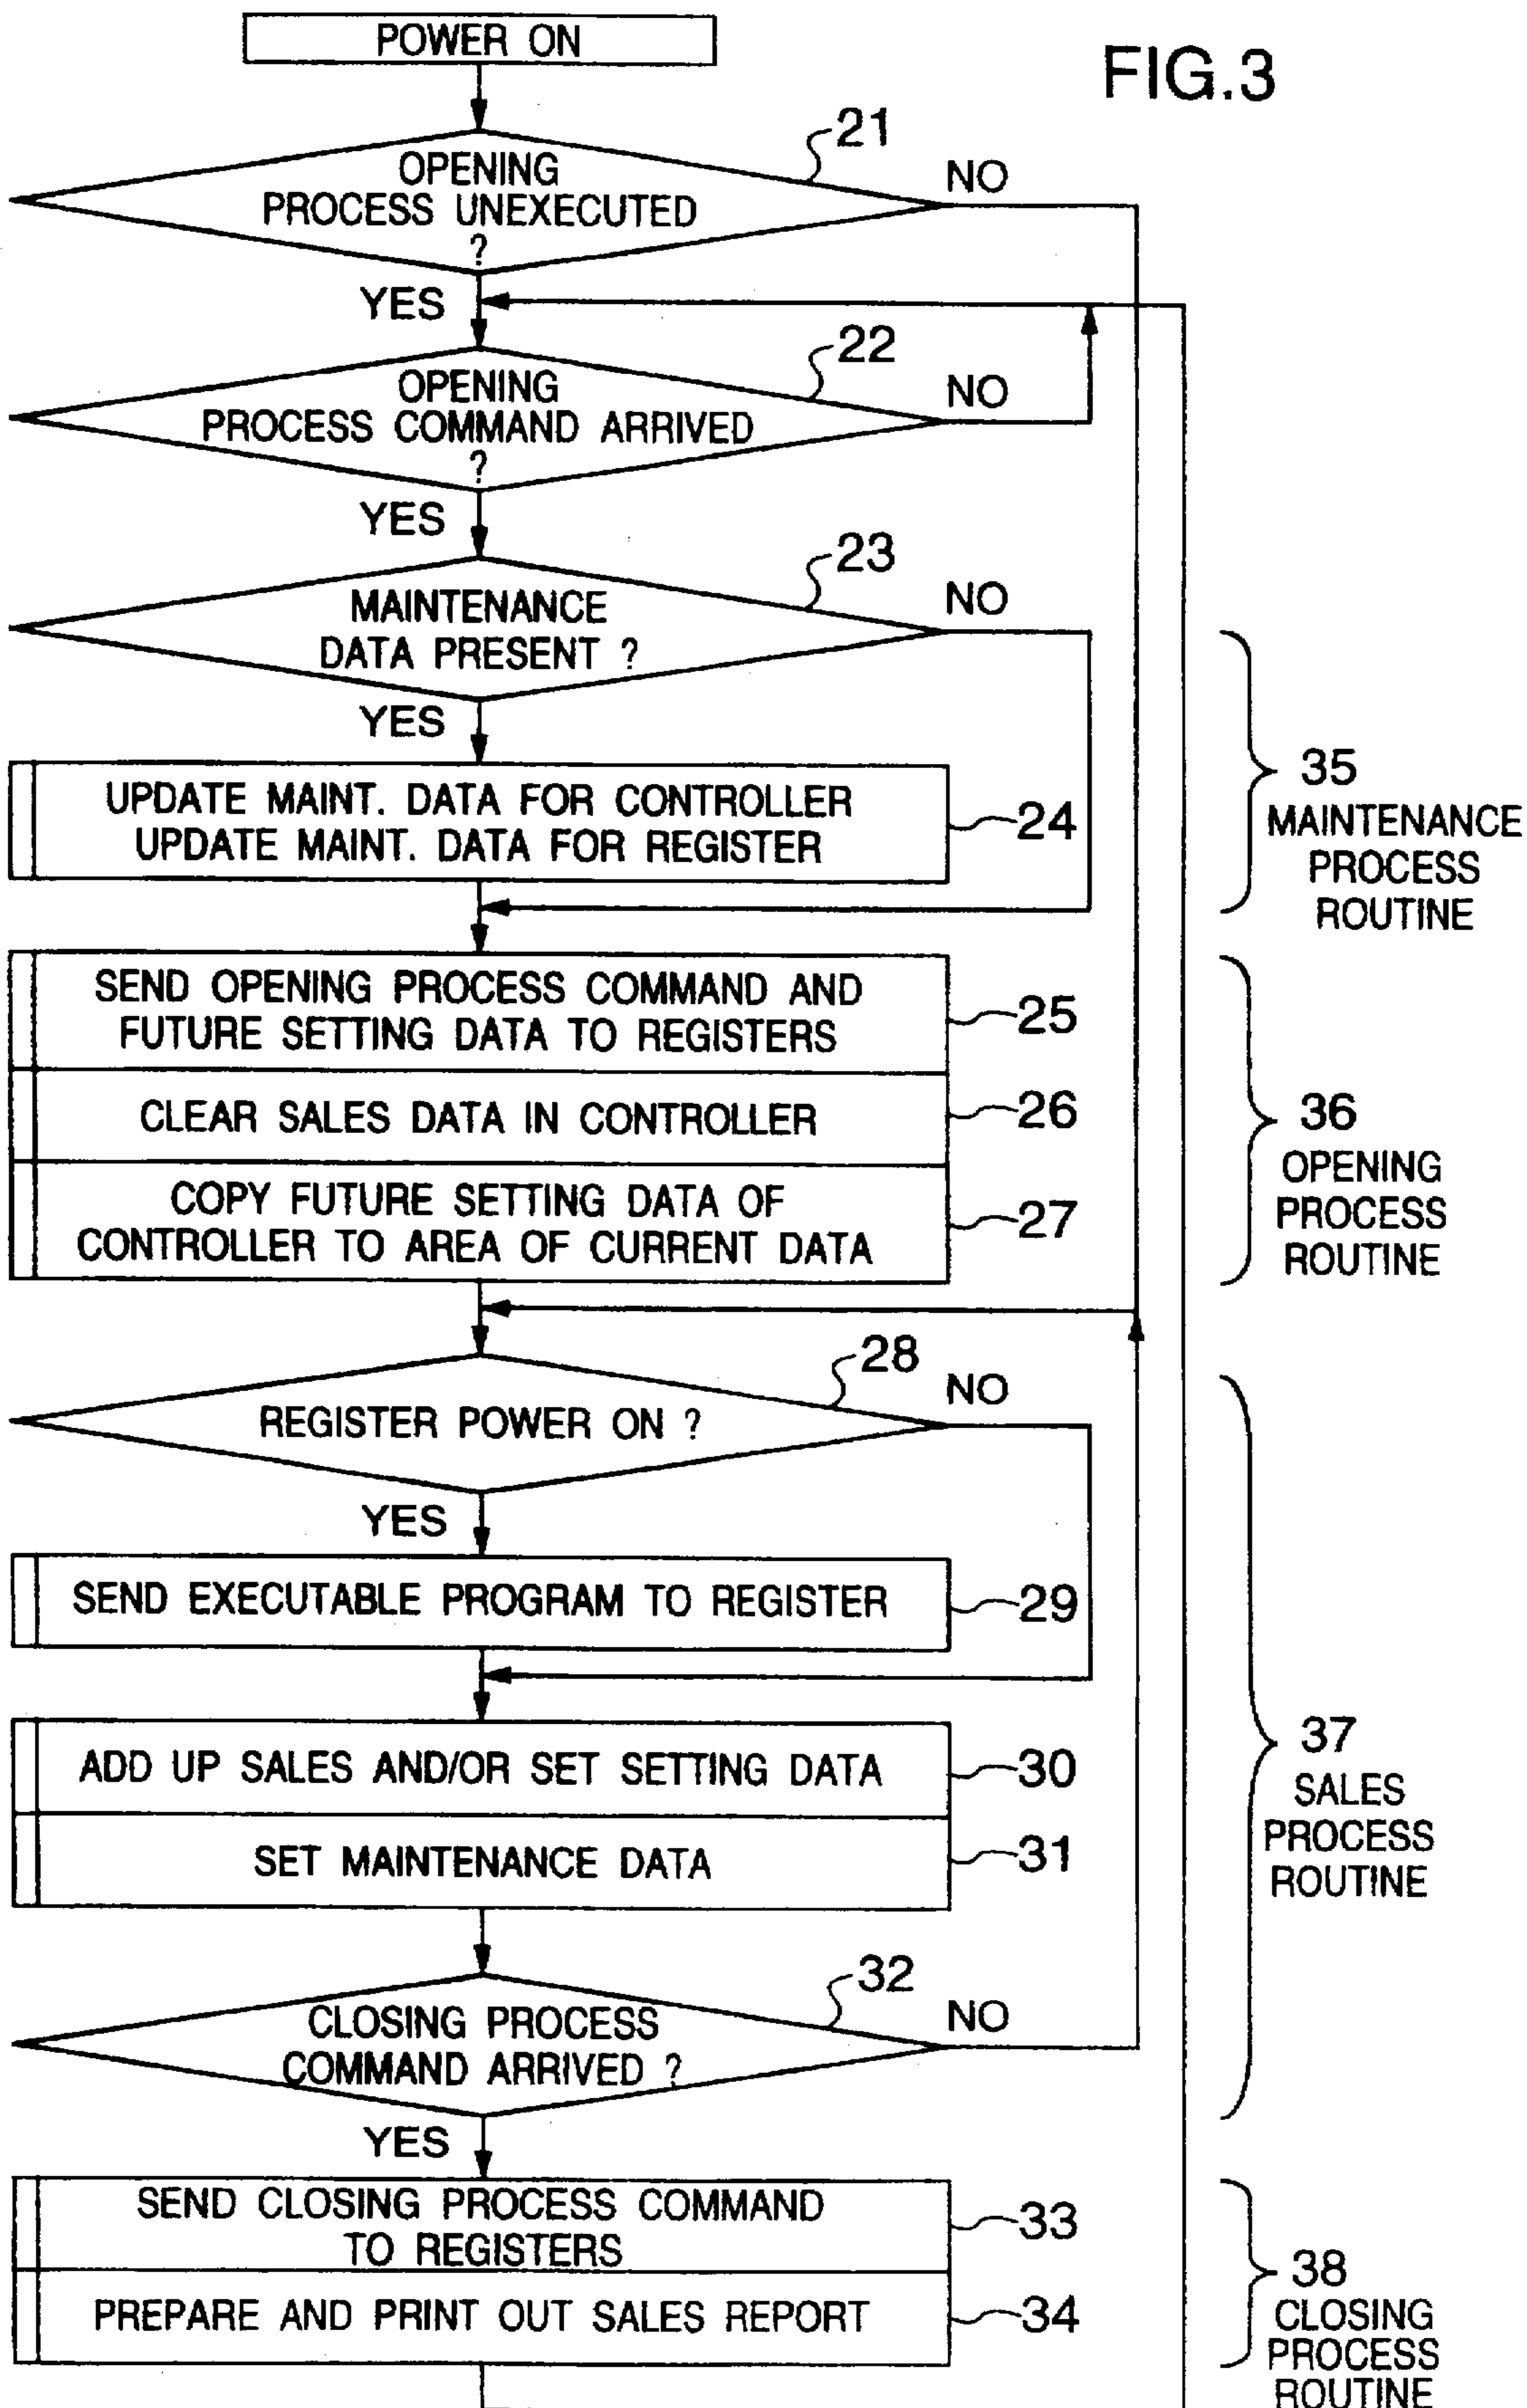 POWER ON
FIG.3
21
OPENING
PROCESS UNEXECUTED
?
NO
YES
22
OPENING
PROCESS COMMAND ARRIVED
?
NO
YES
23
MAINTENANCE
DATA PRESENT ?
NO
YES
UPDATE MAINT. DATA FOR CONTROLLER
UPDATE MAINT. DATA FOR REGISTER
24
35
MAINTENANCE
PROCESS
ROUTINE
SEND OPENING PROCESS COMMAND AND
FUTURE SETTING DATA TO REGISTERS
25
CLEAR SALES DATA IN CONTROLLER
26
COPY FUTURE SETTING DATA OF
CONTROLLER TO AREA OF CURRENT DATA
27
36
OPENING
PROCESS
ROUTINE
28
REGISTER POWER ON ?
NO
YES
SEND EXECUTABLE PROGRAM TO REGISTER
29
ADD UP SALES AND/OR SET SETTING DATA
30
SET MAINTENANCE DATA
31
37
SALES
PROCESS
ROUTINE
32
CLOSING PROCESS
COMMAND ARRIVED ?
NO
YES
SEND CLOSING PROCESS COMMAND
TO REGISTERS
33
PREPARE AND PRINT OUT SALES REPORT
34
38
CLOSING
PROCESS
ROUTINE